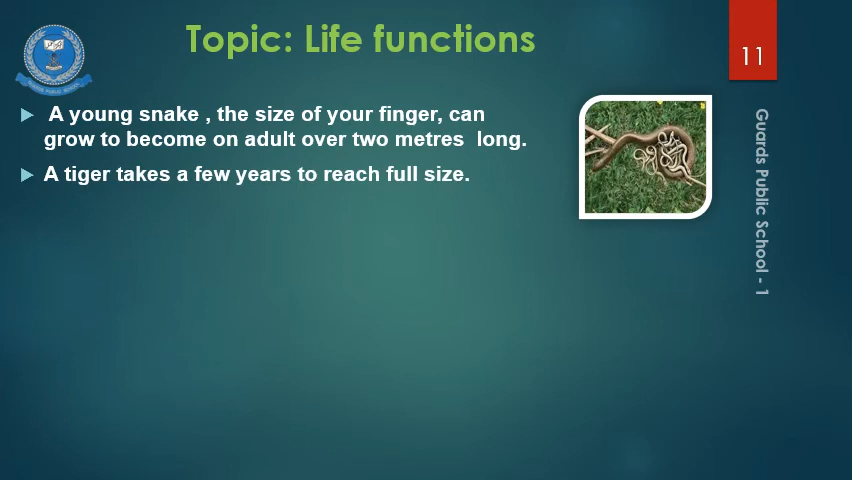 Topic: Life functions
11
A young snake , the size of your finger, can
grow to become on adult over two metres long.
A tiger takes a few years to reach full size.
Guards Public School - 1